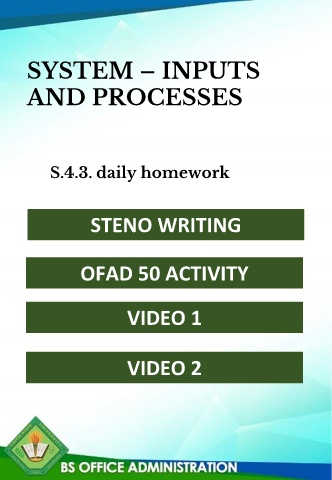 SYSTEM – INPUTS
AND PROCESSES
S.4.3. daily homework
STENO WRITING
OFAD 50 ACTIVITY
VIDEO 1
VIDEO 2
BS OFFICE ADMINISTRATION